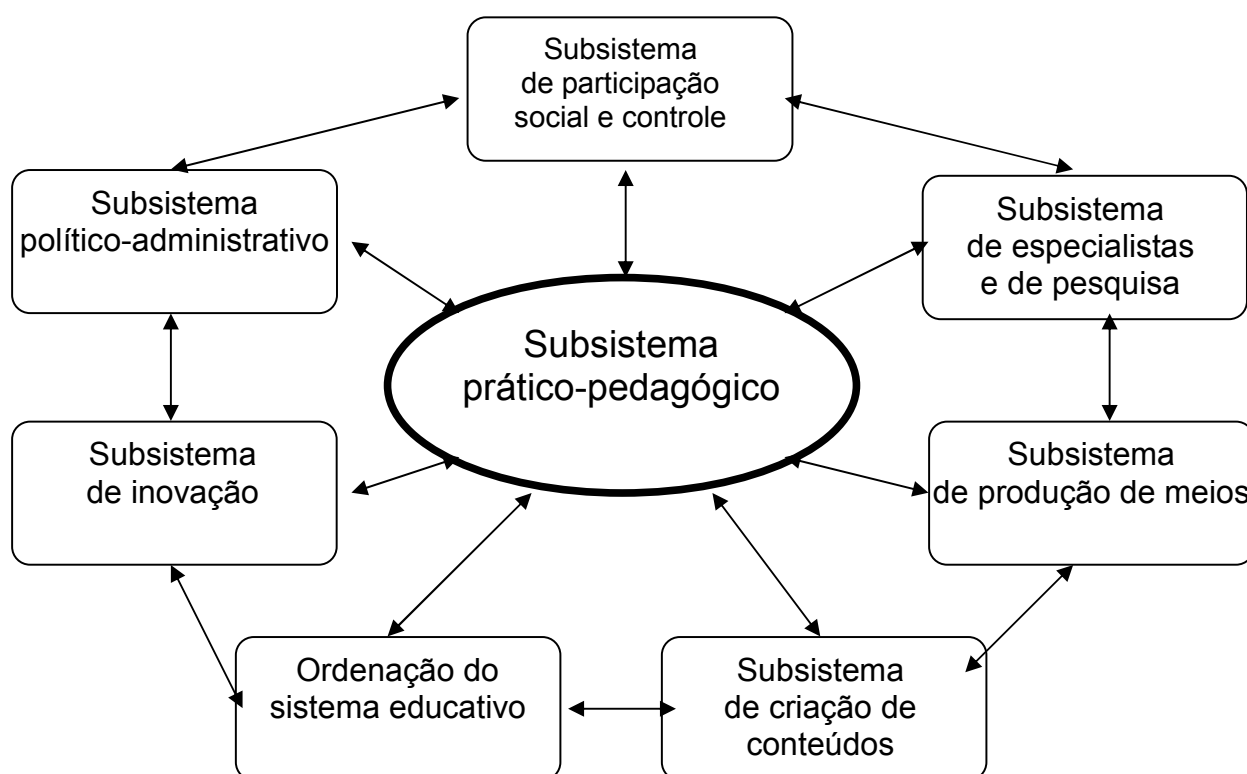 Subsistema
de participação
social e controle
Subsistema
político-administrativo
Subsistema
de especialistas
e de pesquisa
Subsistema
prático-pedagógico
Subsistema
de inovação
Subsistema
de produção de meios
Ordenação do
sistema educativo
Subsistema
de criação de
conteúdos